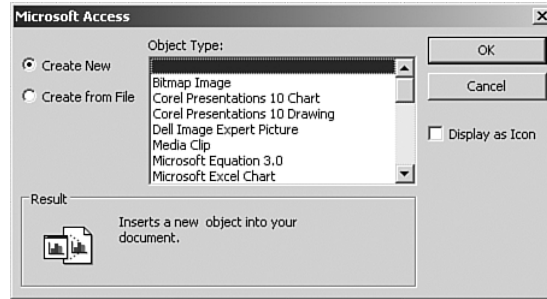 Microsoft Access
Object Type:
Create New
Create from File
Bitmap Image
Corel Presentations 10 Chart
Corel Presentations 10 Drawing
Dell Image Expert Picture
Media Clip
Microsoft Equation 3.0
Microsoft Excel Chart
OK
Cancel
Display as Icon
Result
Inserts a new object into your
document.